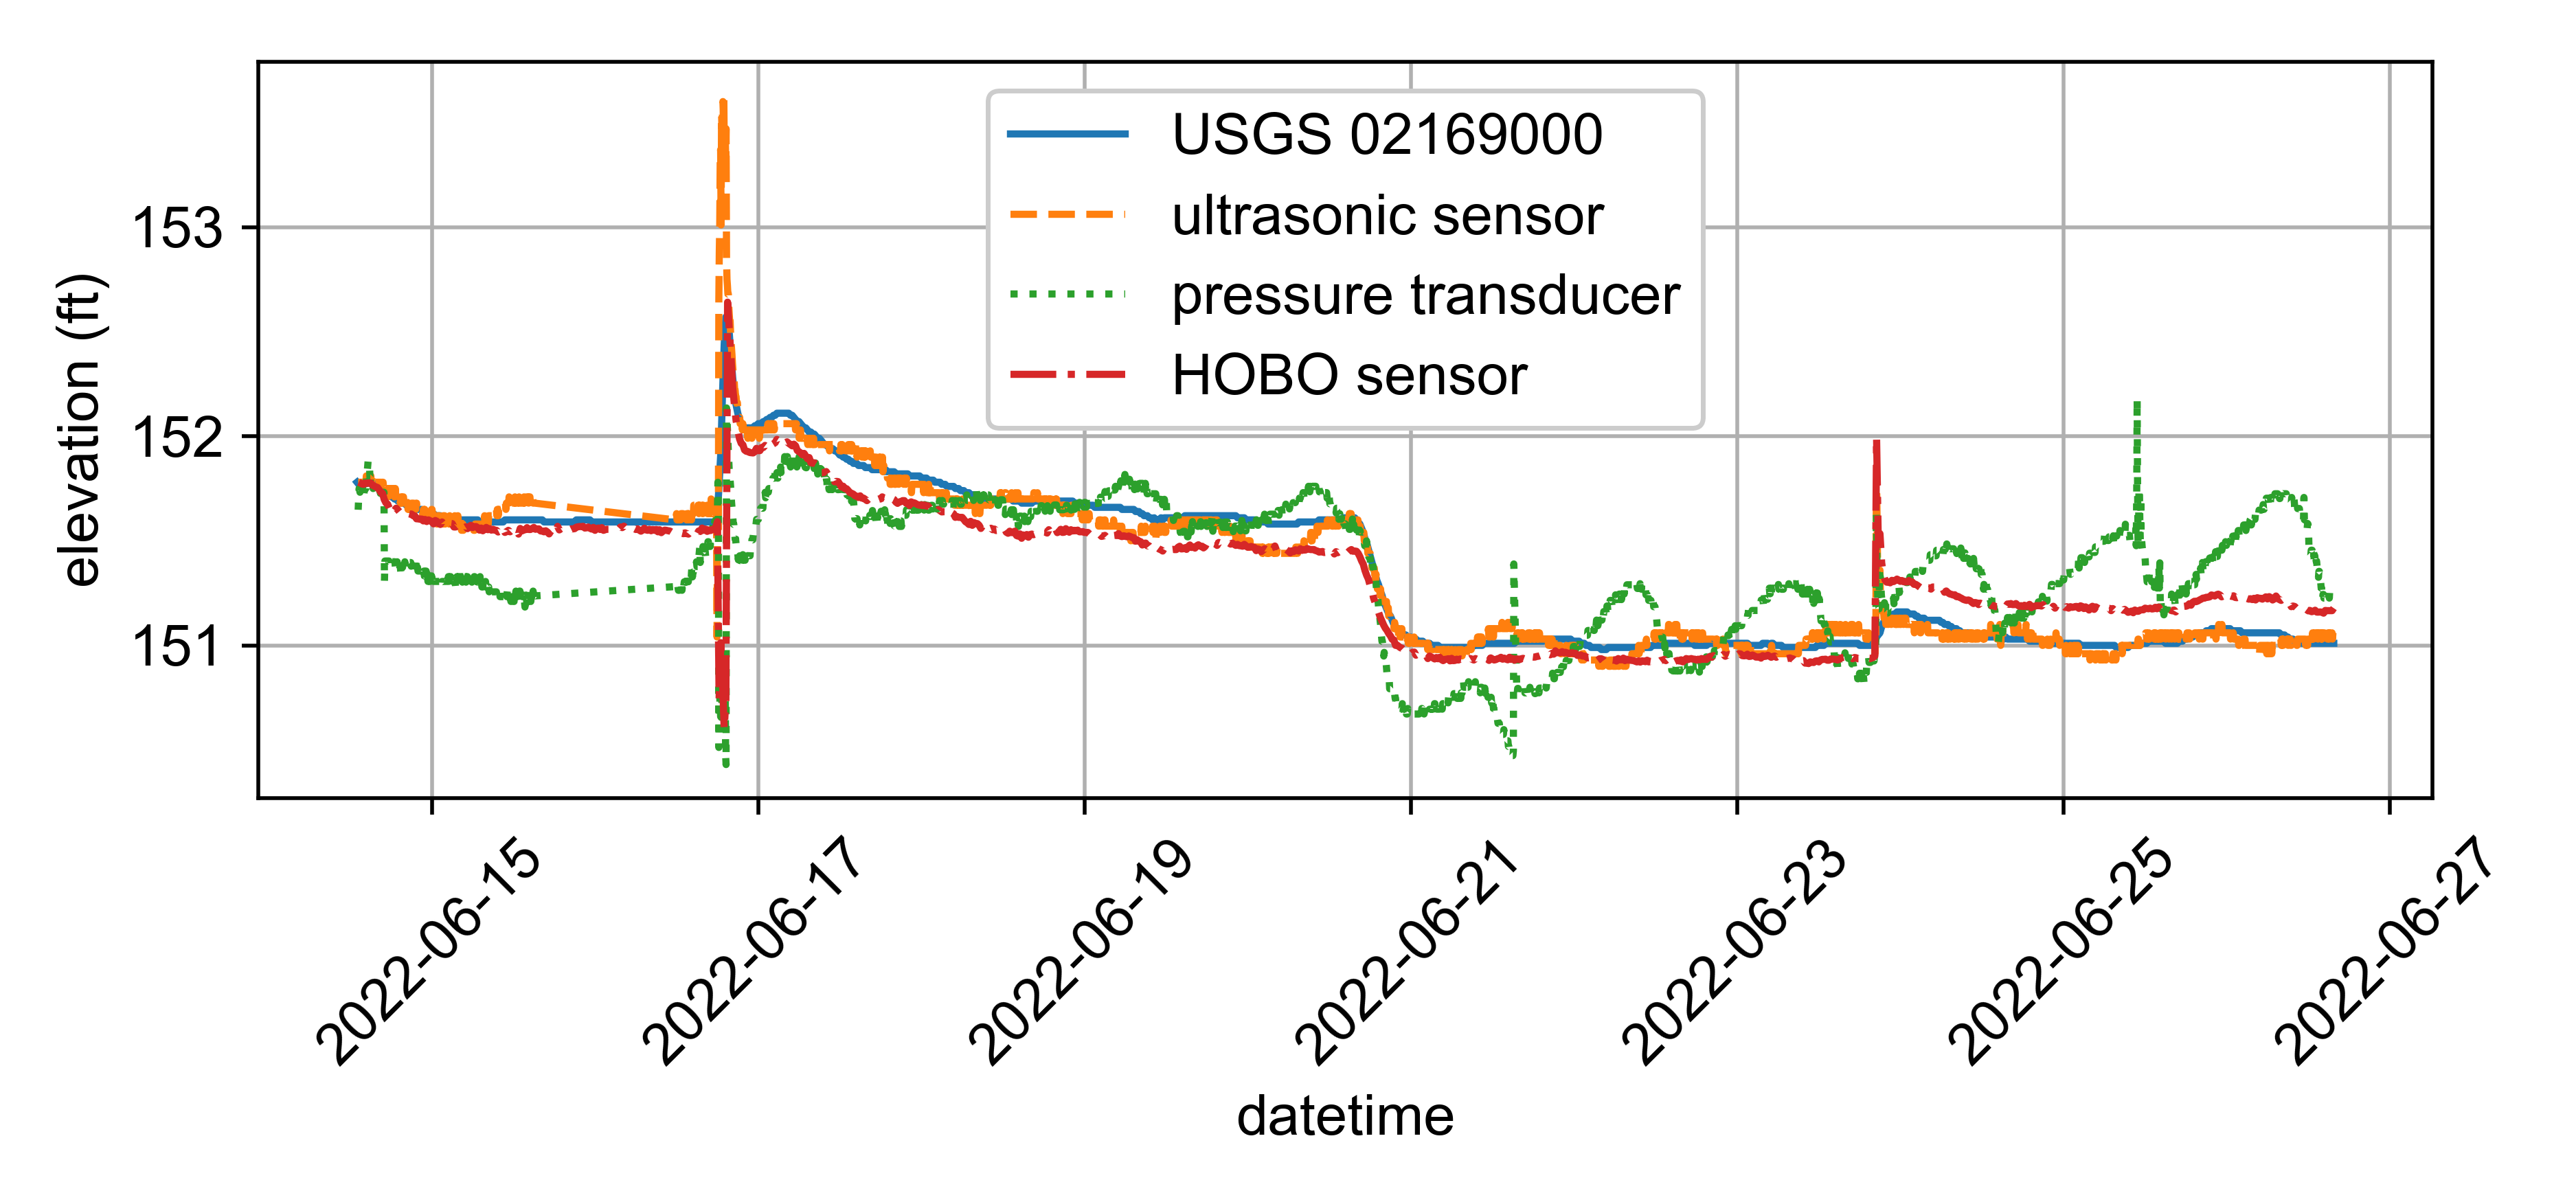 USGS 02169000
ultrasonic sensor
pressure transducer
HOBO sensor
elevation (ft)
153
152
151
2022-06-15
2022-06-17
2022-06-19
2022-06-21
2022-06-23
2022-06-25
2022-06-27
datetime